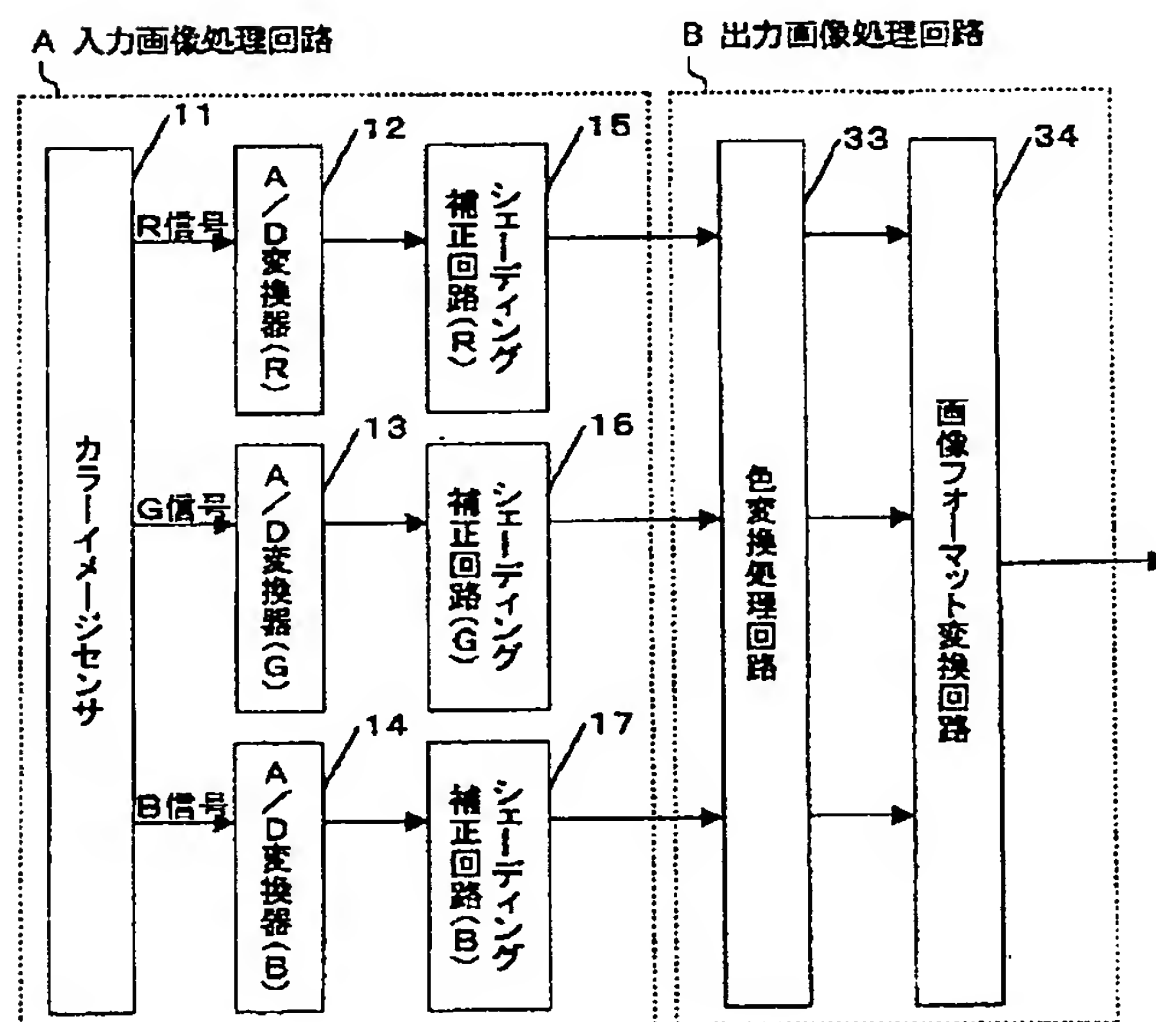 A 入力画像処理回路
B 出力画像処理回路
11
12
15
33
34
R信号
A/D変換器(R)
シェーディング
補正回路(R)
13
16
カラーイメージセンサ
G信号
A/D変換器(G)
シェーディング
補正回路(G)
色変換処理回路
画像フォーマット変換回路
14
17
B信号
A/D変換器(B)
シェーディング
補正回路(B)